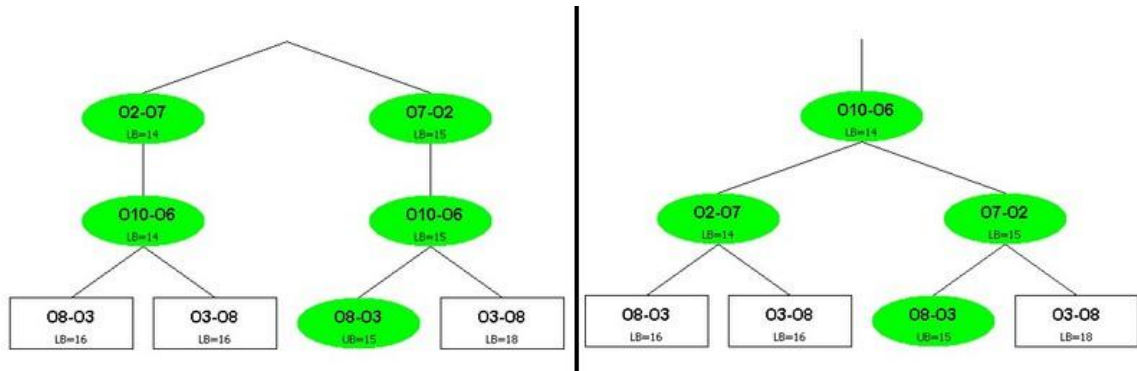 O2-O7
LB=14
O7-O2
LB=15
O10-O6
LB=14
O10-O6
LB=15
O8-O3
LB=16
O3-O8
LB=16
O8-O3
UB=15
O3-O8
LB=18
O10-O6
LB=14
O2-O7
LB=14
O7-O2
LB=15
O8-O3
LB=16
O3-O8
LB=16
O8-O3
UB=15
O3-O8
LB=18